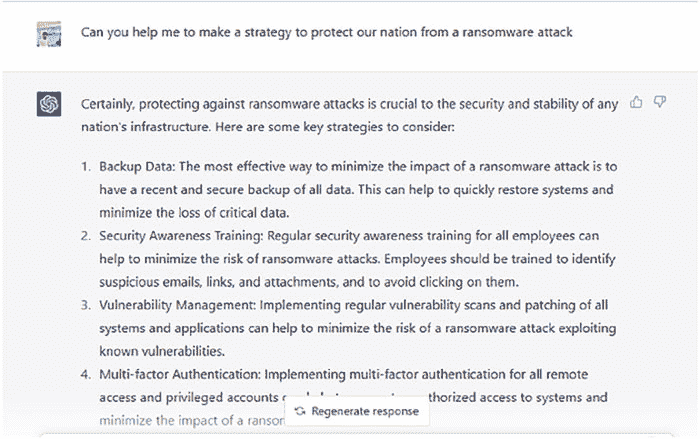 Can you help me to make a strategy to protect our nation from a ransomware attack
Certainly, protecting against ransomware attacks is crucial to the security and stability of any
nation's infrastructure. Here are some key strategies to consider:
1. Backup Data: The most effective way to minimize the impact of a ransomware attack is to
have a recent and secure backup of all data. This can help to quickly restore systems and
minimize the loss of critical data.
2. Security Awareness Training: Regular security awareness training for all employees can
help to minimize the risk of ransomware attacks. Employees should be trained to identify
suspicious emails, links, and attachments, and to avoid clicking on them.
3. Vulnerability Management: Implementing regular vulnerability scans and patching of all
systems and applications can help to minimize the risk of a ransomware attack exploiting
known vulnerabilities.
4. Multi-factor Authentication: Implementing multi-factor authentication for all remote
access and privileged accounts access to systems and
minimize the impact of a
Regenerate response